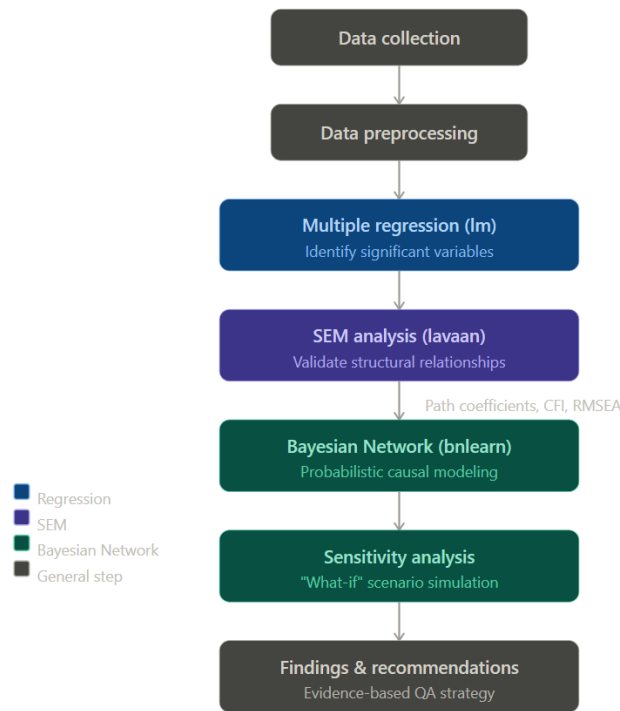 Data collection
Data preprocessing
Multiple regression (lm)
Identify significant variables
SEM analysis (lavaan)
Validate structural relationships
Path coefficients, CFI, RMSEA
Bayesian Network (bnlearn)
Probabilistic causal modeling
Sensitivity analysis
"What-if" scenario simulation
Findings & recommendations
Evidence-based QA strategy
Regression
SEM
Bayesian Network
General step